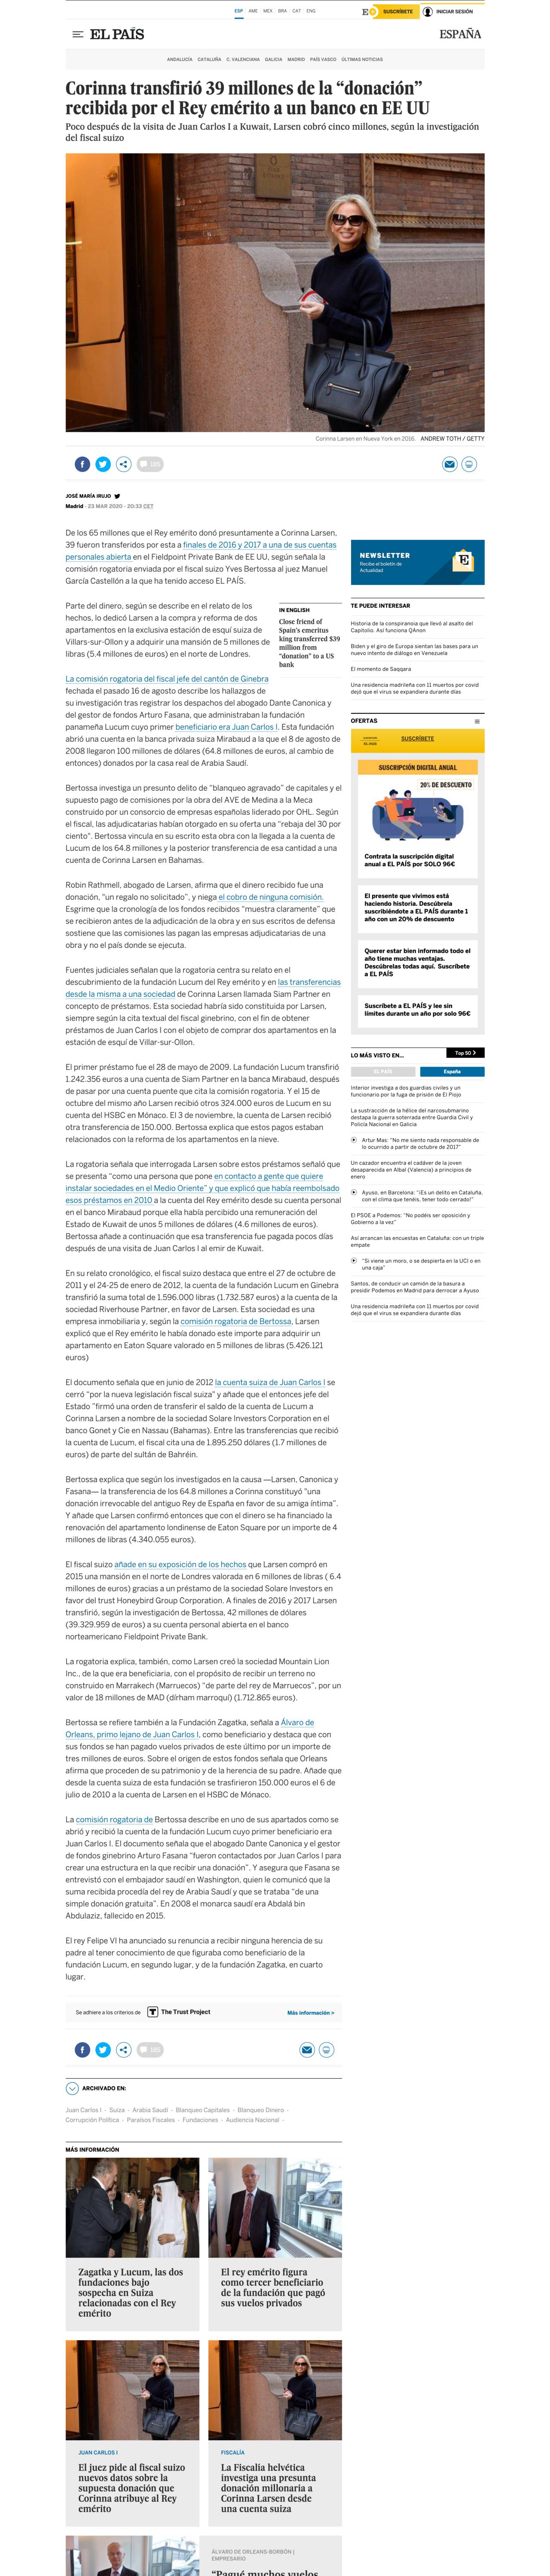 ESP AME MEX BRA CAT ENG
SUSCRÍBETE
INICIAR SESIÓN
EL PAÍS
ESPAÑA
ANDALUCÍA CATALUÑA C. VALENCIANA GALICIA MADRID PAÍS VASCO ÚLTIMAS NOTICIAS
Corinna transfirió 39 millones de la “donación”
recibida por el Rey emérito a un banco en EE UU
Poco después de la visita de Juan Carlos I a Kuwait, Larsen cobró cinco millones, según la investigación
del fiscal suizo
Corinna Larsen en Nueva York en 2016. ANDREW TOTH / GETTY
JOSÉ MARÍA IRUJO
Madrid - 23 MAR 2020 - 20:33 CET
De los 65 millones que el Rey emérito donó presuntamente a Corinna Larsen,
39 fueron transferidos por esta a finales de 2016 y 2017 a una de sus cuentas
personales abierta en el Fieldpoint Private Bank de EE UU, según señala la
comisión rogatoria enviada por el fiscal suizo Yves Bertossa al juez Manuel
García Castellón a la que ha tenido acceso EL PAÍS.
Parte del dinero, según se describe en el relato de los
hechos, lo dedicó Larsen a la compra y reforma de dos
apartamentos en la exclusiva estación de esquí suiza de
Villars-sur-Ollon y a adquirir una mansión de 5 millones de
libras (5.4 millones de euros) en el norte de Londres.
IN ENGLISH
Close friend of
Spain’s emeritus
king transferred $39
million from
“donation” to a US
bank
La comisión rogatoria del fiscal jefe del cantón de Ginebra
fechada el pasado 16 de agosto describe los hallazgos de
su investigación tras registrar los despachos del abogado Dante Canonica y
del gestor de fondos Arturo Fasana, que administraban la fundación
panameña Lucum cuyo primer beneficiario era Juan Carlos I. Esta fundación
abrió una cuenta en la banca privada suiza Mirabaud a la que el 8 de agosto de
2008 llegaron 100 millones de dólares (64.8 millones de euros, al cambio de
entonces) donados por la casa real de Arabia Saudí.
Bertossa investiga un presunto delito de “blanqueo agravado” de capitales y el
supuesto pago de comisiones por la obra del AVE de Medina a la Meca
construido por un consorcio de empresas españolas liderado por OHL. Según
el fiscal, las adjudicatarias habrían otorgado en su oferta una “rebaja del 30 por
ciento”. Bertossa vincula en su escrito esta obra con la llegada a la cuenta de
Lucum de los 64.8 millones y la posterior transferencia de esa cantidad a una
cuenta de Corinna Larsen en Bahamas.
Robin Rathmell, abogado de Larsen, afirma que el dinero recibido fue una
donación, “un regalo no solicitado”, y niega el cobro de ninguna comisión.
Esgrime que la cronología de los fondos recibidos “muestra claramente” que
se recibieron antes de adjudicación de la obra y en sus escritos de defensa
sostiene que las comisiones las pagan las empresas adjudicatarias de una
obra y no el país donde se ejecuta.
Fuentes judiciales señalan que la rogatoria centra su relato en el
descubrimiento de la fundación Lucum del Rey emérito y en las transferencias
desde la misma a una sociedad de Corinna Larsen llamada Siam Partner en
concepto de préstamos. Esta sociedad habría sido constituida por Larsen,
siempre según la cita textual del fiscal ginebrino, con el fin de obtener
préstamos de Juan Carlos I con el objeto de comprar dos apartamentos en la
estación de esquí de Villar-sur-Ollon.
El primer préstamo fue el 28 de mayo de 2009. La fundación Lucum transfirió
1.242.356 euros a una cuenta de Siam Partner en la banca Mirabaud, después
de pasar por una cuenta puente que la citada fundación tenía abierta. Y el 15
de octubre de ese mismo año Larsen recibió otros 324.000 euros de Lucum en
su cuenta del HSBC en Mónaco. El 3 de noviembre, la cuenta de Larsen recibió
otra transferencia de 150.000. Bertossa explica que estos pagos estaban
relacionados con la reforma de los apartamentos en la nieve.
La rogatoria señala que interrogada Larsen sobre estos préstamos explicó que
se presentó “como una persona que pone en contacto a gente que quiere
instalar sociedades en el Medio Oriente” y que explicó que había reembolsado
esos préstamos en 2010 a la cuenta del Rey emérito desde su cuenta personal
en el banco Mirabaud porque ella había percibido una remuneración del
Estado de Kuwait de unos 5 millones de dólares (4.6 millones de euros).
Bertossa añade a continuación que esa transferencia fue pagada pocos días
después de una visita de Juan Carlos I al emir de Kuwait.
En su relato cronológico, el fiscal suizo destaca que entre el 27 de octubre de
2011 y el 24-25 de enero de 2012, la cuenta de la fundación Lucum en Ginebra
transfirió la suma total de 1.596.000 libras (1.732.587 euros) a la cuenta de la
sociedad Riverhouse Partner, en favor de Larsen. Esta sociedad es una
empresa inmobiliaria y, según la comisión rogatoria de Bertossa, Larsen
explicó que el Rey emérito le había donado este importe para adquirir un
apartamento en Eaton Square valorado en 5 millones de libras (5.426.121
euros)
El documento señala que en junio de 2012 la cuenta suiza de Juan Carlos I se
cerró “por la nueva legislación fiscal suiza” y añade que el entonces jefe del
Estado “firmó una orden de transferir el saldo de la cuenta de Lucum a
Corinna Larsen a nombre de la sociedad Solare Investors Corporation en el
banco Gonet y Cie en Nassau (Bahamas). Entre las transferencias que recibió
la cuenta de Lucum, el fiscal cita una de 1.895.250 dólares (1.7 millones de
euros) de parte del sultán de Bahréin.
Bertossa explica que según los investigados en la causa —Larsen, Canonica y
Fasana— la transferencia de los 64.8 millones a Corinna constituyó “una
donación irrevocable del antiguo Rey de España en favor de su amiga íntima”.
Y añade que Larsen confirmó entonces que con el dinero se ha financiado la
renovación del apartamento londinense de Eaton Square por un importe de 4
millones de libras (4.340.055 euros).
El fiscal suizo añade en su exposición de los hechos que Larsen compró en
2015 una mansión en el norte de Londres valorada en 6 millones de libras ( 6.4
millones de euros) gracias a un préstamo de la sociedad Solare Investors en
favor del trust Honeybird Group Corporation. A finales de 2016 y 2017 Larsen
transfirió, según la investigación de Bertossa, 42 millones de dólares
(39.329.959 de euros) a su cuenta personal abierta en el banco
norteamericano Fieldpoint Private Bank.
La rogatoria explica, también, como Larsen creó la sociedad Mountain Lion
Inc., de la que era beneficiaria, con el propósito de recibir un terreno no
construido en Marrakech (Marruecos) “de parte del rey de Marruecos”, por un
valor de 18 millones de MAD (dirham marroquí) (1.712.865 euros).
Bertossa se refiere también a la Fundación Zagatka, señala a Álvaro de
Orleans, primo lejano de Juan Carlos I, como beneficiario y destaca que con
sus fondos se han pagado vuelos privados de este último por un importe de
tres millones de euros. Sobre el origen de estos fondos señala que Orleans
afirma que proceden de su patrimonio y de la herencia de su padre. Añade que
desde la cuenta suiza de esta fundación se trasfirieron 150.000 euros el 6 de
julio de 2010 a la cuenta de Larsen en el HSBC de Mónaco.
La comisión rogatoria de Bertossa describe en uno de sus apartados como se
abrió y recibió la cuenta de la fundación Lucum cuyo primer beneficiario era
Juan Carlos I. El documento señala que el abogado Dante Canonica y el gestor
de fondos ginebrino Arturo Fasana “fueron contactados por Juan Carlos I para
crear una estructura en la que recibir una donación”. Y asegura que Fasana se
entrevistó con el embajador saudí en Washington, quien le comunicó que la
suma recibida procedía del rey de Arabia Saudí y que se trataba “de una
simple donación gratuita”. En 2008 el monarca saudí era Abdalá bin
Abdulaziz, fallecido en 2015.
El rey Felipe VI ha anunciado su renuncia a recibir ninguna herencia de su
padre al tener conocimiento de que figuraba como beneficiario de la
fundación Lucum, en segundo lugar, y de la fundación Zagatka, en cuarto
lugar.
Se adhiere a los criterios de The Trust Project Más información >
ARCHIVADO EN:
Juan Carlos I · Suiza · Arabia Saudí · Blanqueo Capitales · Blanqueo Dinero ·
Corrupción Política · Paraísos Fiscales · Fundaciones · Audiencia Nacional ·
MÁS INFORMACIÓN
Zagatka y Lucum, las dos
fundaciones bajo
sospecha en Suiza
relacionadas con el Rey
emérito
El rey emérito figura
como tercer beneficiario
de la fundación que pagó
sus vuelos privados
JUAN CARLOS I
El juez pide al fiscal suizo
nuevos datos sobre la
supuesta donación que
Corinna atribuye al Rey
emérito
FISCALÍA
La Fiscalía helvética
investiga una presunta
donación millonaria a
Corinna Larsen desde
una cuenta suiza
ÁLVARO DE ORLEANS-BORBÓN |
EMPRESARIO
“Pagué muchos vuelos
NEWSLETTER
Recibe el boletín de
Actualidad
TE PUEDE INTERESAR
Historia de la conspiranoia que llevó al asalto del
Capitolio. Así funciona QAnon
Biden y el giro de Europa sientan las bases para un
nuevo intento de diálogo en Venezuela
El momento de Saqqara
Una residencia madrileña con 11 muertos por covid
dejó que el virus se expandiera durante días
OFERTAS
EL PAÍS
SUSCRÍBETE
SUSCRIPCIÓN DIGITAL ANUAL
20% DE DESCUENTO
Contrata la suscripción digital
anual a EL PAÍS por SOLO 96€
El presente que vivimos está
haciendo historia. Descúbrela
suscribiéndote a EL PAÍS durante 1
año con un 20% de descuento
Querer estar bien informado todo el
año tiene muchas ventajas.
Descúbrelas todas aquí. Suscríbete
a EL PAÍS
Suscríbete a EL PAÍS y lee sin
límites durante un año por solo 96€
LO MÁS VISTO EN...
Top 50
EL PAÍS
España
Interior investiga a dos guardias civiles y un
funcionario por la fuga de prisión de El Piojo
La sustracción de la hélice del narcosubmarino
destapa la guerra soterrada entre Guardia Civil y
Policía Nacional en Galicia
Artur Mas: “No me siento nada responsable de
lo ocurrido a partir de octubre de 2017”
Un cazador encuentra el cadáver de la joven
desaparecida en Albal (Valencia) a principios de
enero
Ayuso, en Barcelona: “¡Es un delito en Cataluña,
con el clima que tenéis, tener todo cerrado!”
El PSOE a Podemos: “No podéis ser oposición y
Gobierno a la vez”
Así arrancan las encuestas en Cataluña: con un triple
empate
“Si viene un moro, o se despierta en la UCI o en
una caja”
Santos, de conducir un camión de la basura a
presidir Podemos en Madrid para derrocar a Ayuso
Una residencia madrileña con 11 muertos por covid
dejó que el virus se expandiera durante días